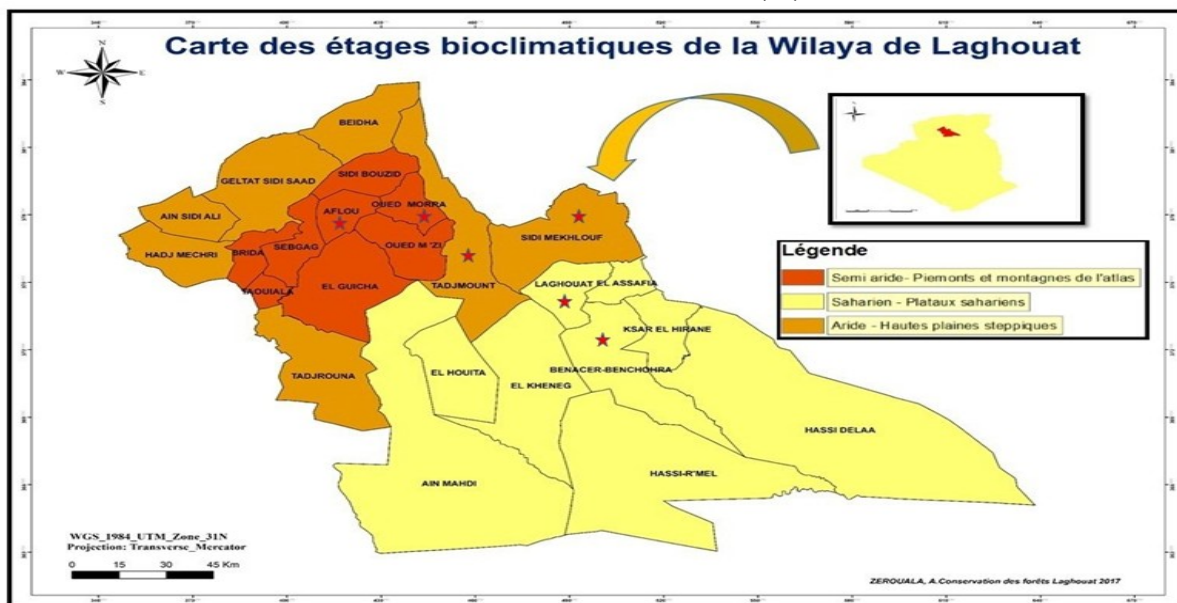 Carte des étages bioclimatiques de la Wilaya de Laghouat
N
W
E
S
BEIDHA
GELTAT SIDI SAAD
SIDI BOUZID
AIN SIDI ALI
AFLOU
OUED MORRA
HADJ MECHRI
BRIDA
SEBGAG
OUED M 'ZI
SIDI MEKHLOUF
TAOUIALA
EL GUICHA
TADJMOUNT
LAGHOUAT
EL ASSAFIA
KSAR EL HIRANE
TADJROUNA
EL HOUITA
EL KHENEG
BENACER-BENCHOHRA
HASSI DELAA
AIN MAHDI
HASSI-R'MEL
Légende
Semi aride- Piemonts et montagnes de l'atlas
Saharien - Plataux sahariens
Aride - Hautes plaines steppiques
WGS_1984_UTM_Zone_31N
Projection: Transverse_Mercator
0 15 30 45 Km
ZEROUALA, A.Conservation des forêts Laghouat 2017